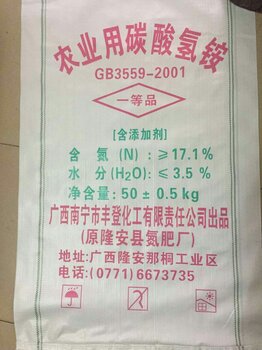 农业用碳酸氢铵
GB3559-2001
一等品
[含添加剂]
含 氮(N) : ≥17.1%
水 分(H₂O): ≤ 3.5%
净含量: 50 ± 0.5kg
广西南宁市丰登化工有限责任公司出品
(原隆安县氮肥厂)
地址:广西隆安那桐工业区
电话:(0771)6673735